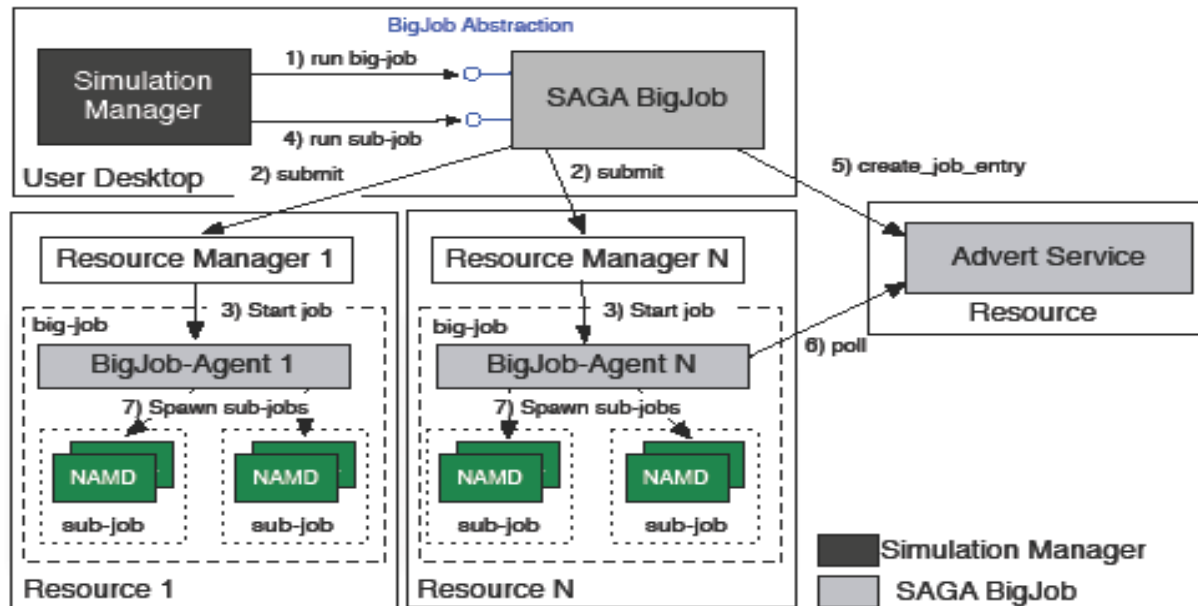 BigJob Abstraction
1) run big-job
Simulation
Manager
SAGA BigJob
4) run sub-job
User Desktop
2) submit
2) submit
5) create_job_entry
Resource Manager 1
Resource Manager N
Advert Service
Resource
3) Start job
big-job
3) Start job
big-job
6) poll
BigJob-Agent 1
BigJob-Agent N
7) Spawn sub-jobs
7) Spawn sub-jobs
NAMD
NAMD
NAMD
NAMD
sub-job
sub-job
sub-job
sub-job
Resource 1
Resource N
Simulation Manager
SAGA BigJob